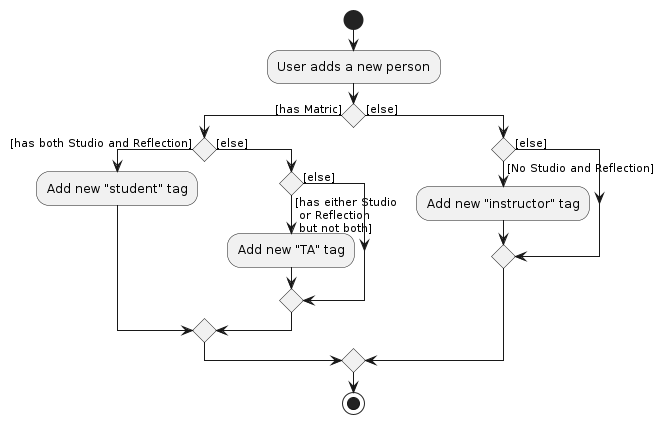 User adds a new person
[has Matric]
[else]
[has both Studio and Reflection]
[else]
[else]
Add new "student" tag
[else]
[No Studio and Reflection]
[has either Studio
or Reflection
but not both]
Add new "instructor" tag
Add new "TA" tag